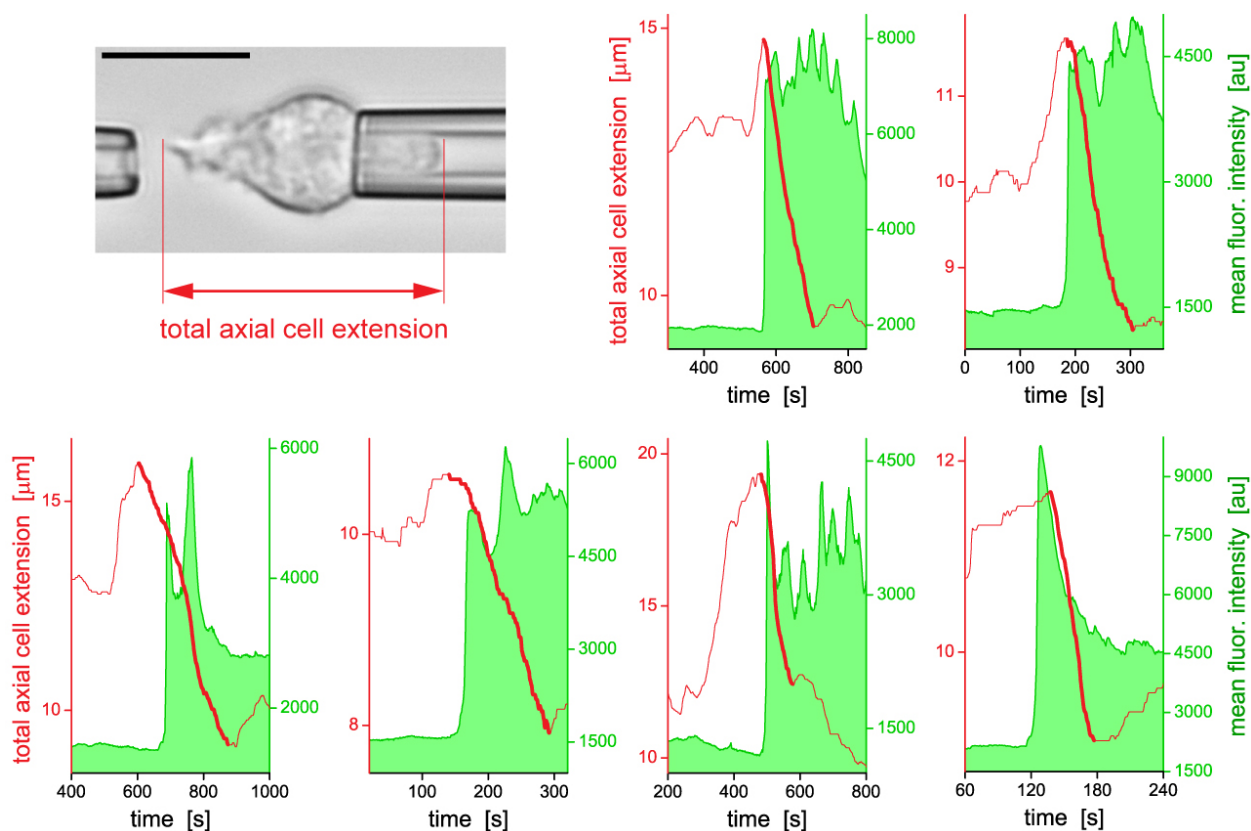 total axial cell extension
total axial cell extension [μm]
15
10
400 600 800
time [s]
8000
6000
4000
2000
11
10
9
0 100 200 300
time [s]
4500
3000
1500
mean fluor. intensity [au]
total axial cell extension [μm]
15
10
400 600 800 1000
time [s]
6000
4000
2000
10
8
100 200 300
time [s]
6000
4500
3000
1500
20
15
10
200 400 600 800
time [s]
4500
3000
1500
12
10
60 120 180 240
time [s]
9000
7500
6000
4500
3000
1500
mean fluor. intensity [au]